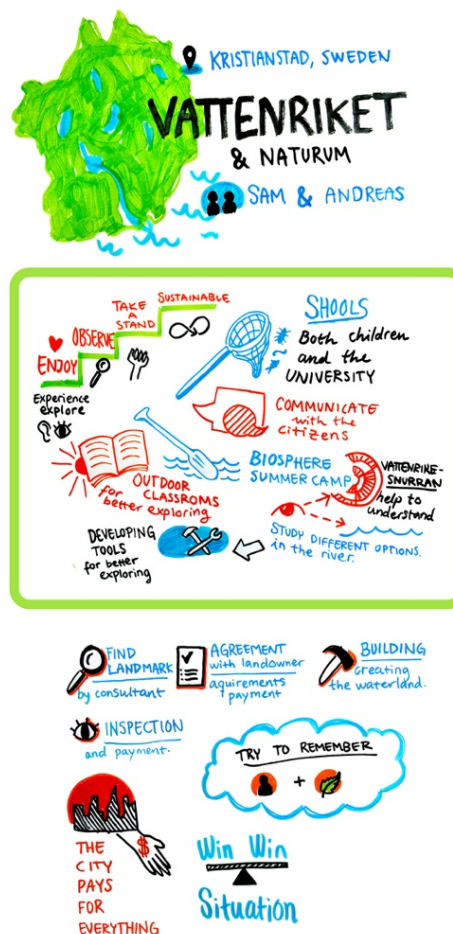 KRISTIANSTAD, SWEDEN
VATTENRIKET
& NATURUM
SAM & ANDREAS
ENJOY
OBSERVE
TAKE
A
STAND
SUSTAINABLE
Experience
explore
SHOOLS
Both children
and the
UNIVERSITY
COMMUNICATE
with the
citizens
OUTDOOR
CLASSROMS
for better exploring
BIOSPHERE
SUMMER CAMP
VATTENRIKE-
SNURRAN
help to
understand
STUDY DIFFERENT OPTIONS.
in the river.
DEVELOPING
TOOLS
for better
exploring
FIND
LANDMARK
by consultant
AGREEMENT
with landowner
aquirements
payment
BUILDING
creating
the waterland.
INSPECTION
and payment.
TRY TO REMEMBER
+
$
THE
CITY
PAYS
FOR
EVERYTHING
Win Win
Situation